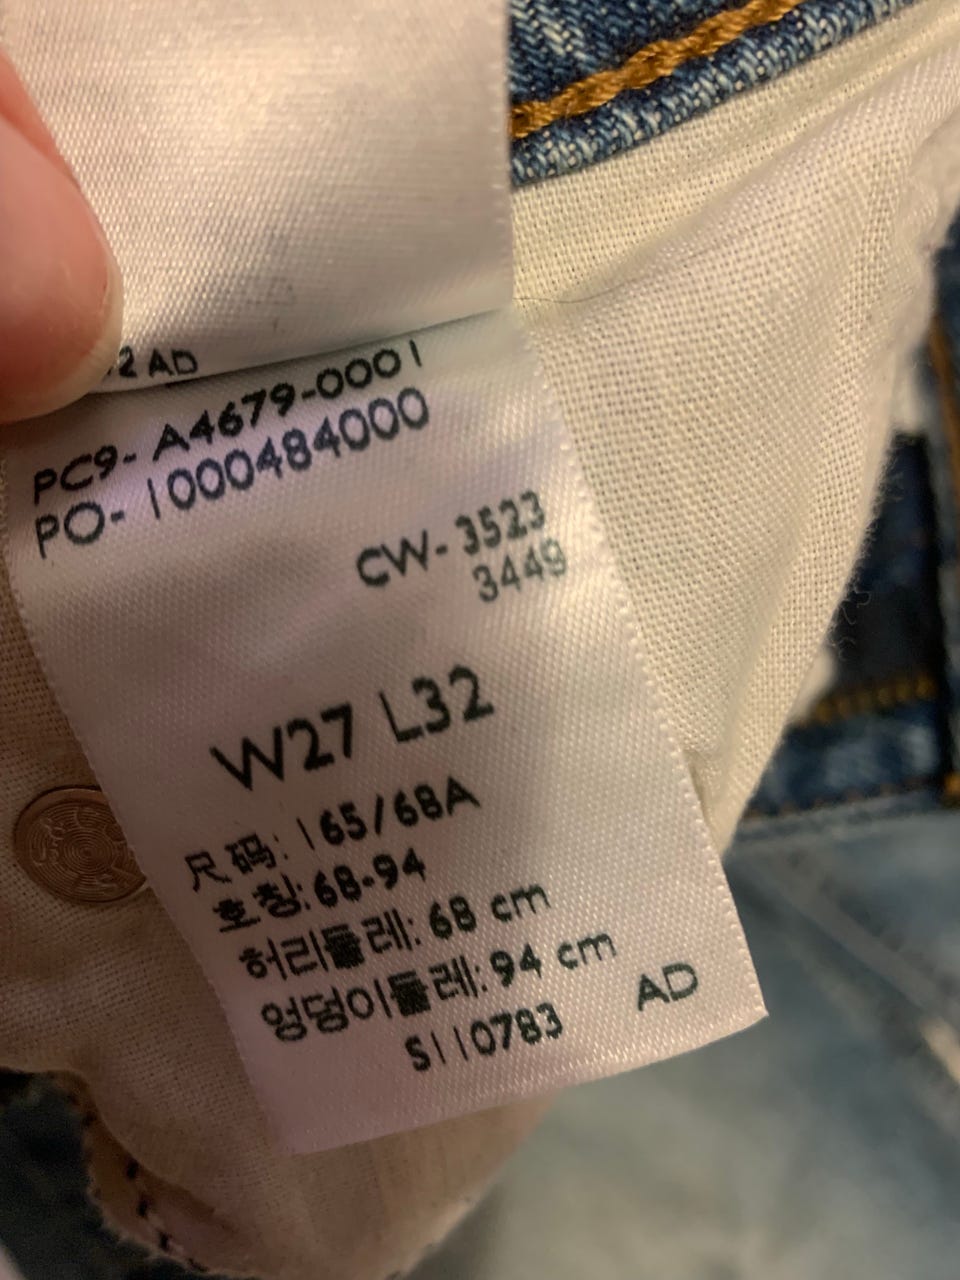 2 AD
PC9- A4679-0001
PO- 1000484000
CW- 3523
3449
W27 L32
尺码: 165/68A
호칭: 68-94
허리둘레: 68 cm
엉덩이둘레: 94 cm
S110783 AD